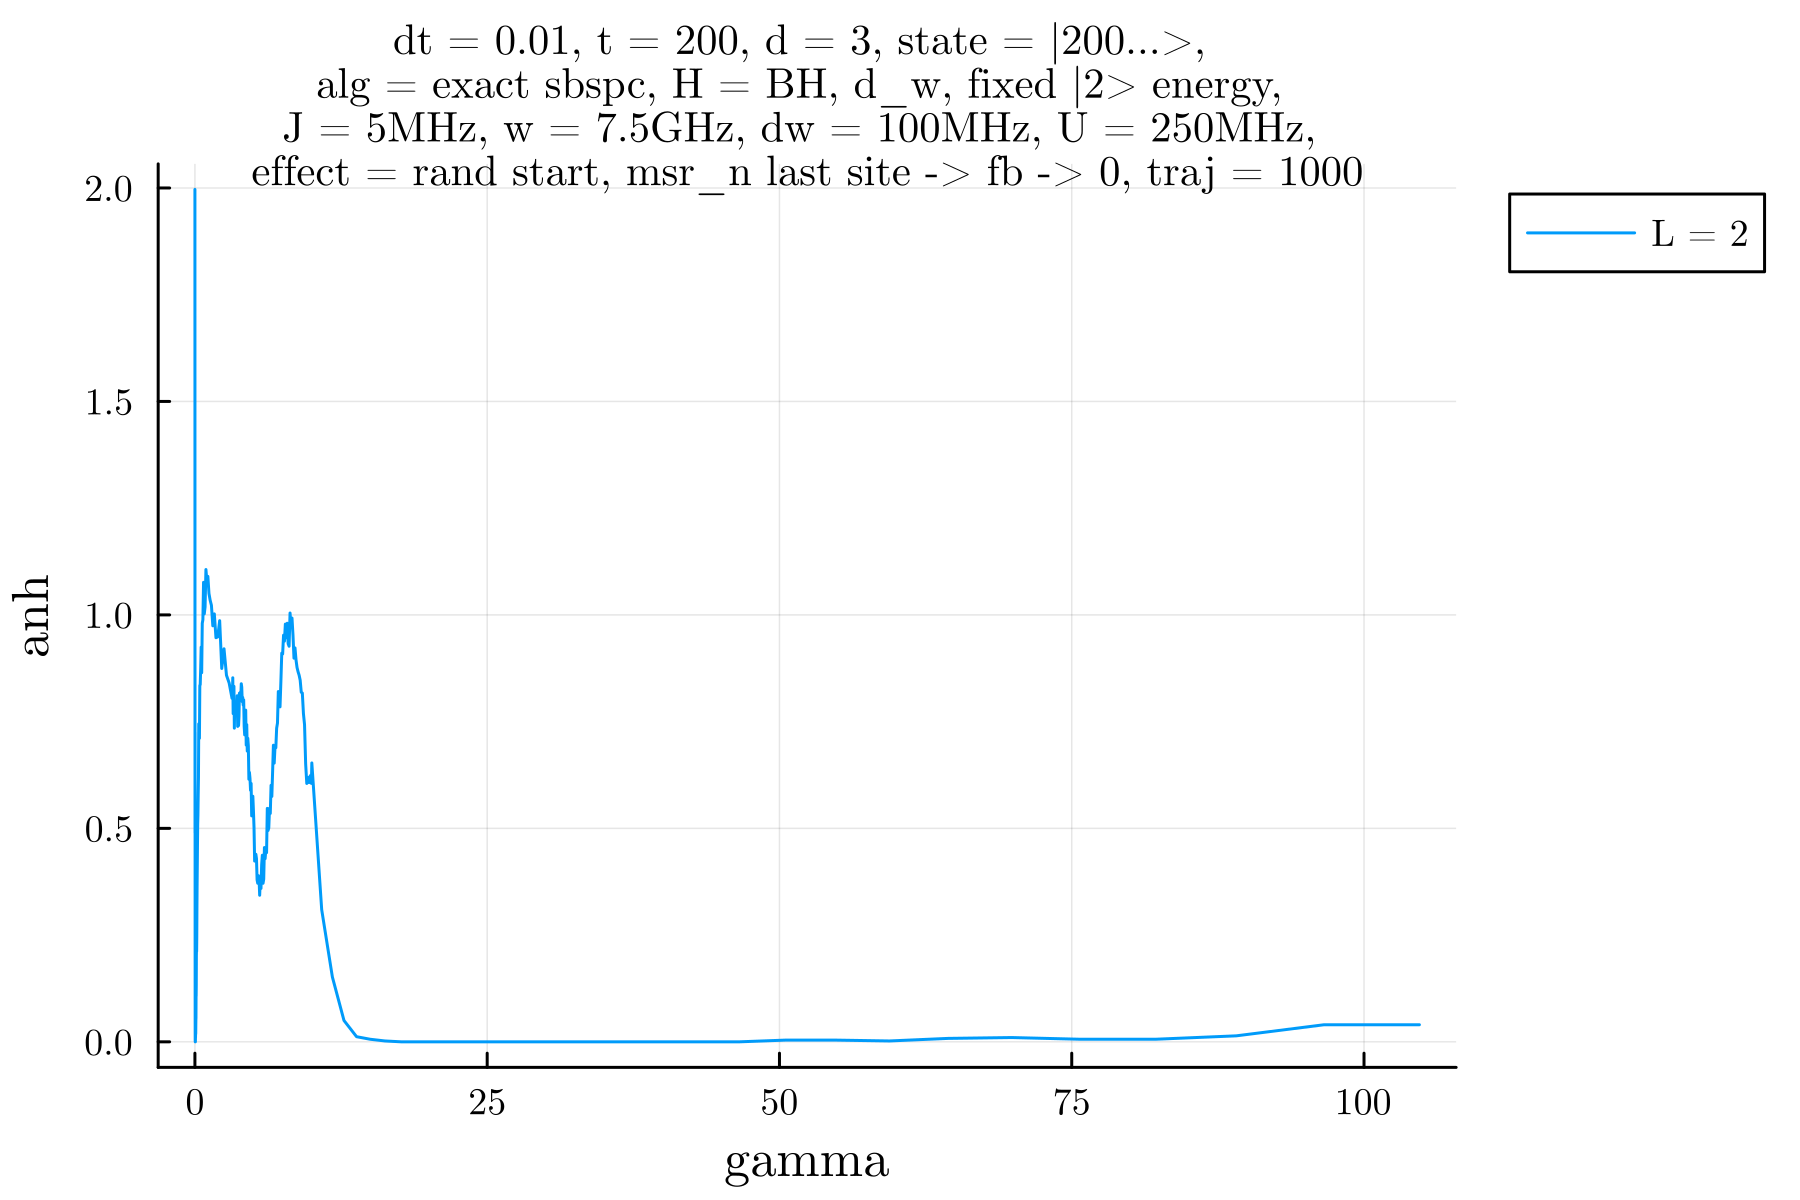 dt = 0.01, t = 200, d = 3, state = |200...>,
alg = exact sbspc, H = BH, d_w, fixed |2> energy,
J = 5MHz, w = 7.5GHz, dw = 100MHz, U = 250MHz,
effect = rand start, msr_n last site -> fb -> 0, traj = 1000
2.0
1.5
1.0
0.5
0.0
anh
0 25 50 75 100
gamma
L = 2